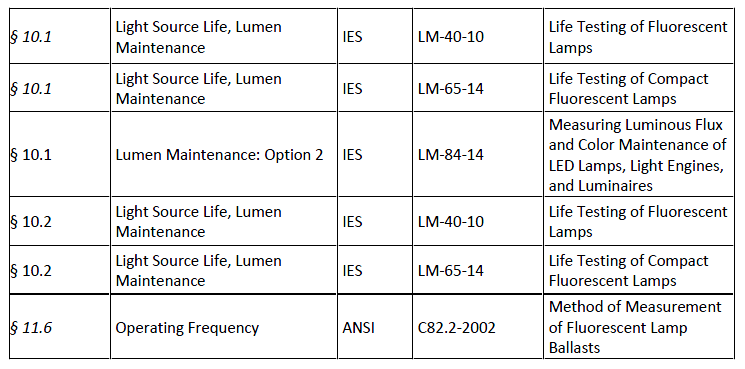 § 10.1 Light Source Life, Lumen Maintenance IES LM-40-10 Life Testing of Fluorescent Lamps
§ 10.1 Light Source Life, Lumen Maintenance IES LM-65-14 Life Testing of Compact Fluorescent Lamps
§ 10.1 Lumen Maintenance: Option 2 IES LM-84-14 Measuring Luminous Flux and Color Maintenance of LED Lamps, Light Engines, and Luminaires
§ 10.2 Light Source Life, Lumen Maintenance IES LM-40-10 Life Testing of Fluorescent Lamps
§ 10.2 Light Source Life, Lumen Maintenance IES LM-65-14 Life Testing of Compact Fluorescent Lamps
§ 11.6 Operating Frequency ANSI C82.2-2002 Method of Measurement of Fluorescent Lamp Ballasts